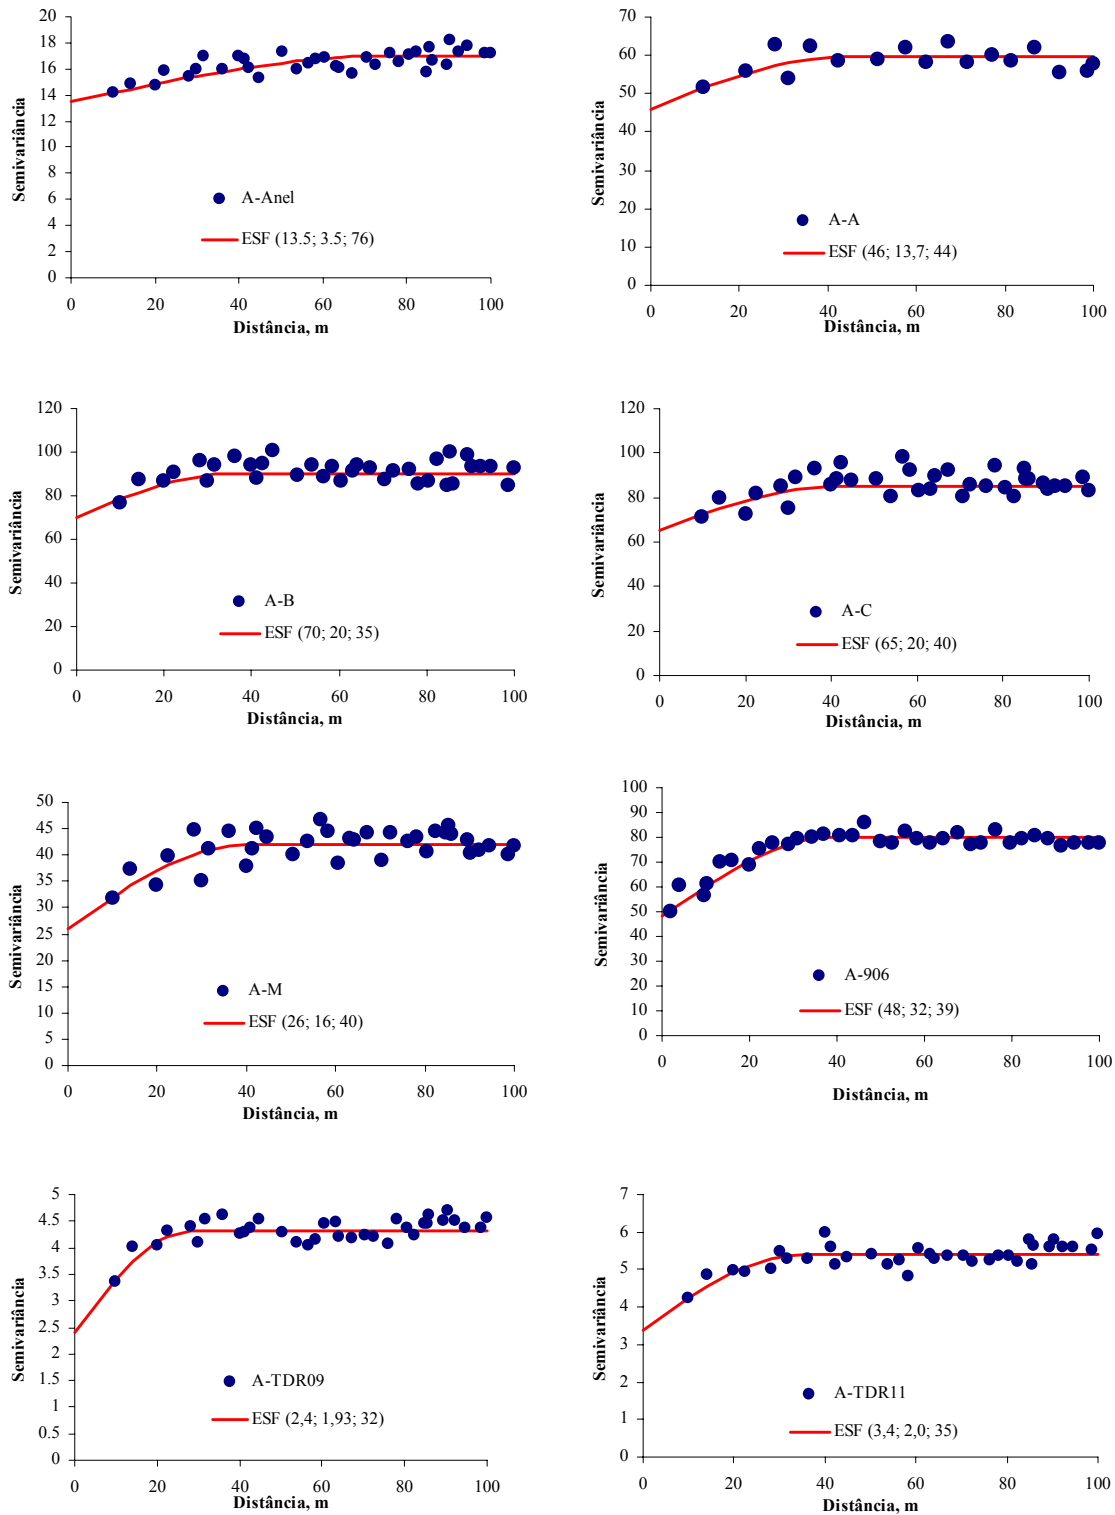 20
18
16
14
12
10
8
6
4
2
0
Semivariância
A-Anel
ESF (13.5; 3.5; 76)
0 20 40 60 80 100
Distância, m
70
60
50
40
30
20
10
0
Semivariância
A-A
ESF (46; 13,7; 44)
0 20 40 60 80 100
Distância, m
120
100
80
60
40
20
0
Semivariância
A-B
ESF (70; 20; 35)
0 20 40 60 80 100
Distância, m
120
100
80
60
40
20
0
Semivariância
A-C
ESF (65; 20; 40)
0 20 40 60 80 100
Distância, m
50
45
40
35
30
25
20
15
10
5
0
Semivariância
A-M
ESF (26; 16; 40)
0 20 40 60 80 100
Distância, m
100
90
80
70
60
50
40
30
20
10
0
Semivariância
A-906
ESF (48; 32; 39)
0 20 40 60 80 100
Distância, m
5
4.5
4
3.5
3
2.5
2
1.5
1
0.5
0
Semivariância
A-TDR09
ESF (2,4; 1,93; 32)
0 20 40 60 80 100
Distância, m
7
6
5
4
3
2
1
0
Semivariância
A-TDR11
ESF (3,4; 2,0; 35)
0 20 40 60 80 100
Distância, m